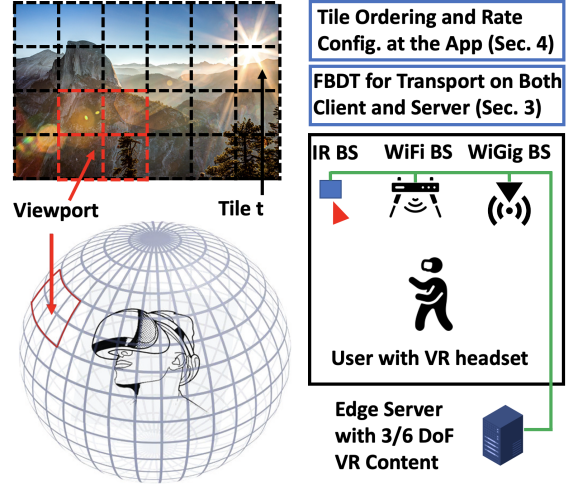 Tile Ordering and Rate
Config. at the App (Sec. 4)
FBDT for Transport on Both
Client and Server (Sec. 3)
IR BS
WiFi BS
WiGig BS
Viewport
Tile t
User with VR headset
Edge Server
with 3/6 DoF
VR Content